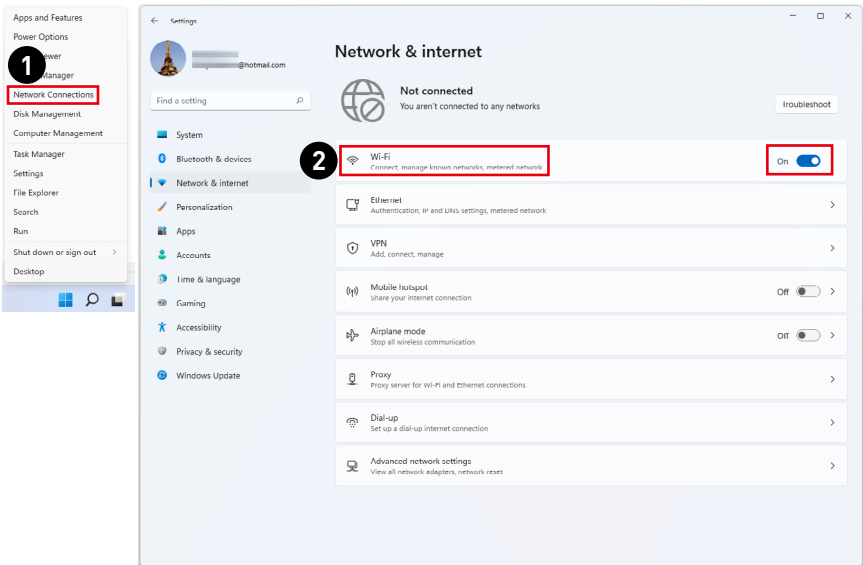 Apps and Features
Power Options
ewer
1
Manager
Network Connections
Disk Management
Computer Management
Task Manager
Settings
File Explorer
Search
Run
Shut down or sign out
Desktop
Settings
@hotmail.com
Find a setting
System
Bluetooth & devices
Network & internet
Personalization
Apps
Accounts
Time & language
Gaming
Accessibility
Privacy & security
Windows Update
Network & internet
Not connected
You aren't connected to any networks
Troubleshoot
2
Wi-Fi
Connect, manage known networks, metered network
On
Ethernet
Authentication, IP and DNS settings, metered network
VPN
Add, connect, manage
Mobile hotspot
Share your internet connection
Off
Airplane mode
Stop all wireless communication
Off
Proxy
Proxy server for Wi-Fi and Ethernet connections
Dial-up
Set up a dial-up internet connection
Advanced network settings
View all network adapters, network reset